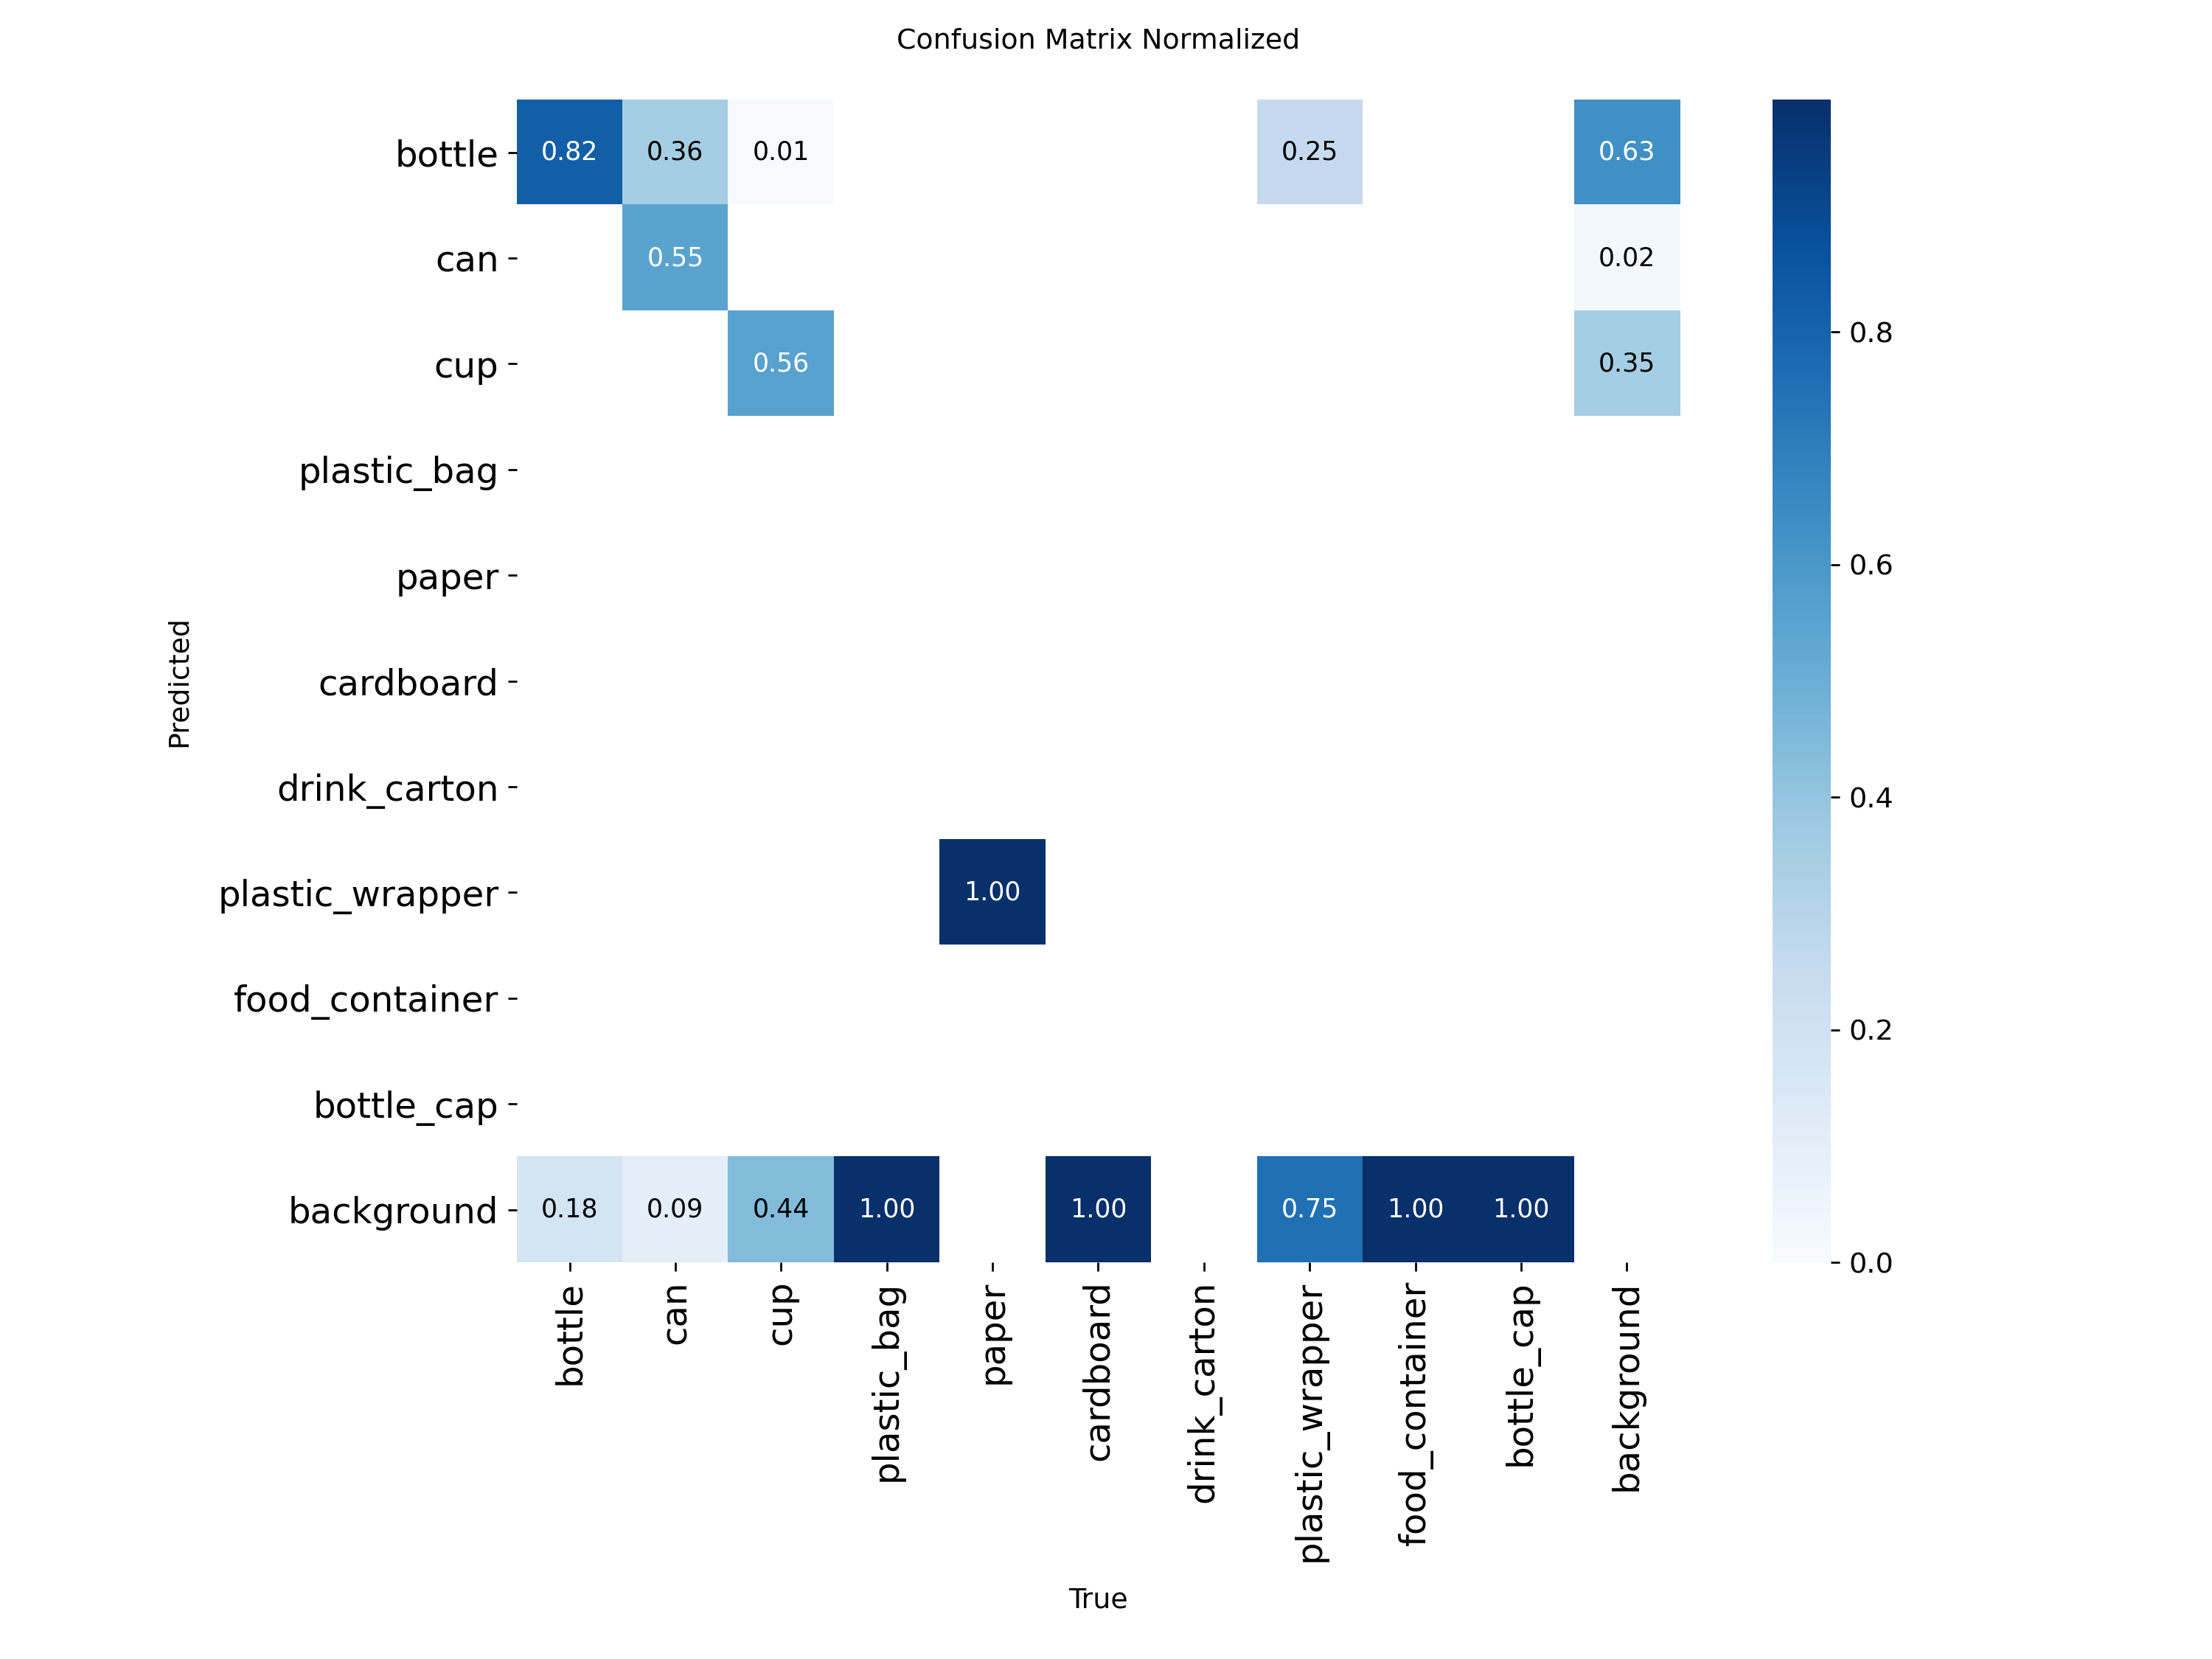 Confusion Matrix Normalized
bottle 0.82 0.36 0.01 0.25 0.63
can 0.55 0.02
cup 0.56 0.35
plastic_bag
paper
cardboard
drink_carton
plastic_wrapper 1.00
food_container
bottle_cap
background 0.18 0.09 0.44 1.00 1.00 0.75 1.00 1.00
Predicted
bottle
can
cup
plastic_bag
paper
cardboard
drink_carton
plastic_wrapper
food_container
bottle_cap
background
True
0.8
0.6
0.4
0.2
0.0